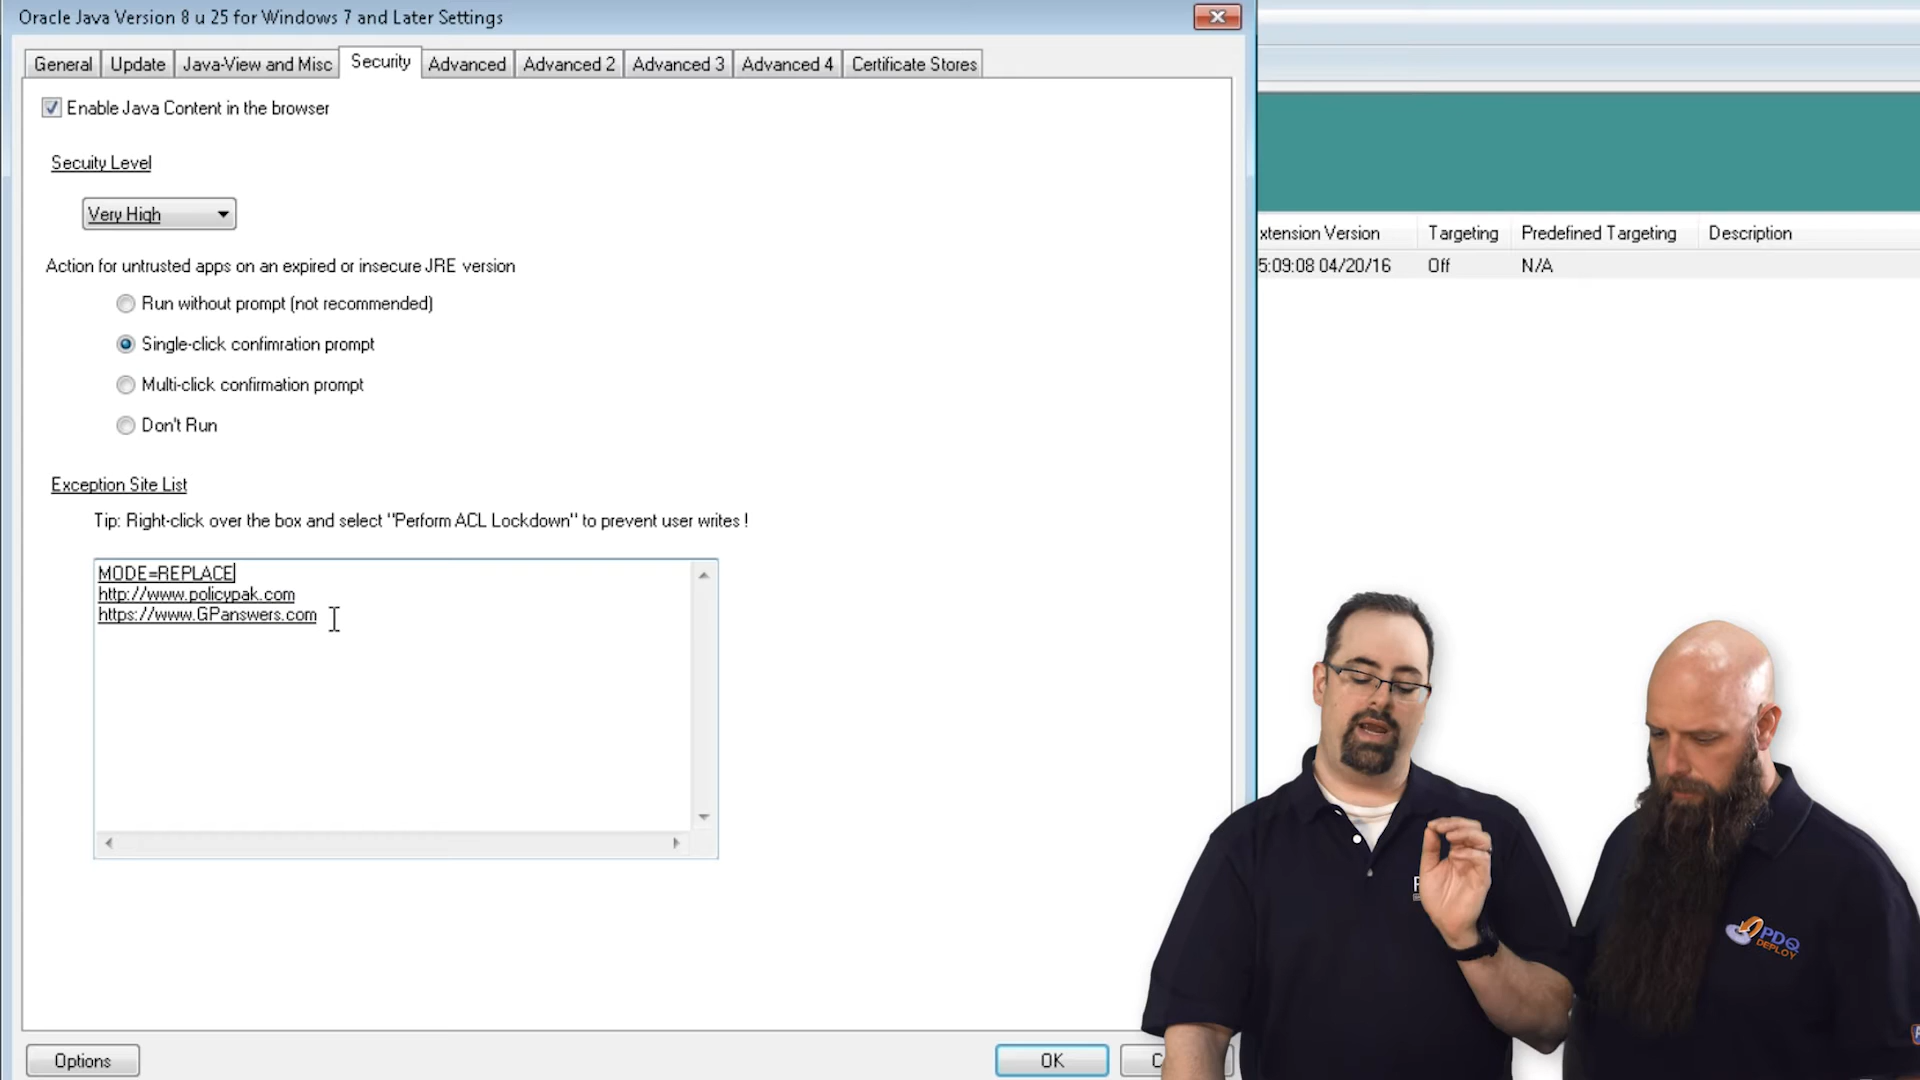 Oracle Java Version 8 u 25 for Windows 7 and Later Settings
General Update Java-View and Misc Security Advanced Advanced 2 Advanced 3 Advanced 4 Certificate Stores
Enable Java Content in the browser
Secuity Level
Very High
Action for untrusted apps on an expired or insecure JRE version
Run without prompt (not recommended)
Single-click confimration prompt
Multi-click confirmation prompt
Don't Run
Exception Site List
Tip: Right-click over the box and select "Perform ACL Lockdown" to prevent user writes !
MODE=REPLACE
http://www.policypak.com
https://www.GPanswers.com
Options
OK
xtension Version Targeting Predefined Targeting Description
5:09:08 04/20/16 Off N/A
PDQ
DEPLOY